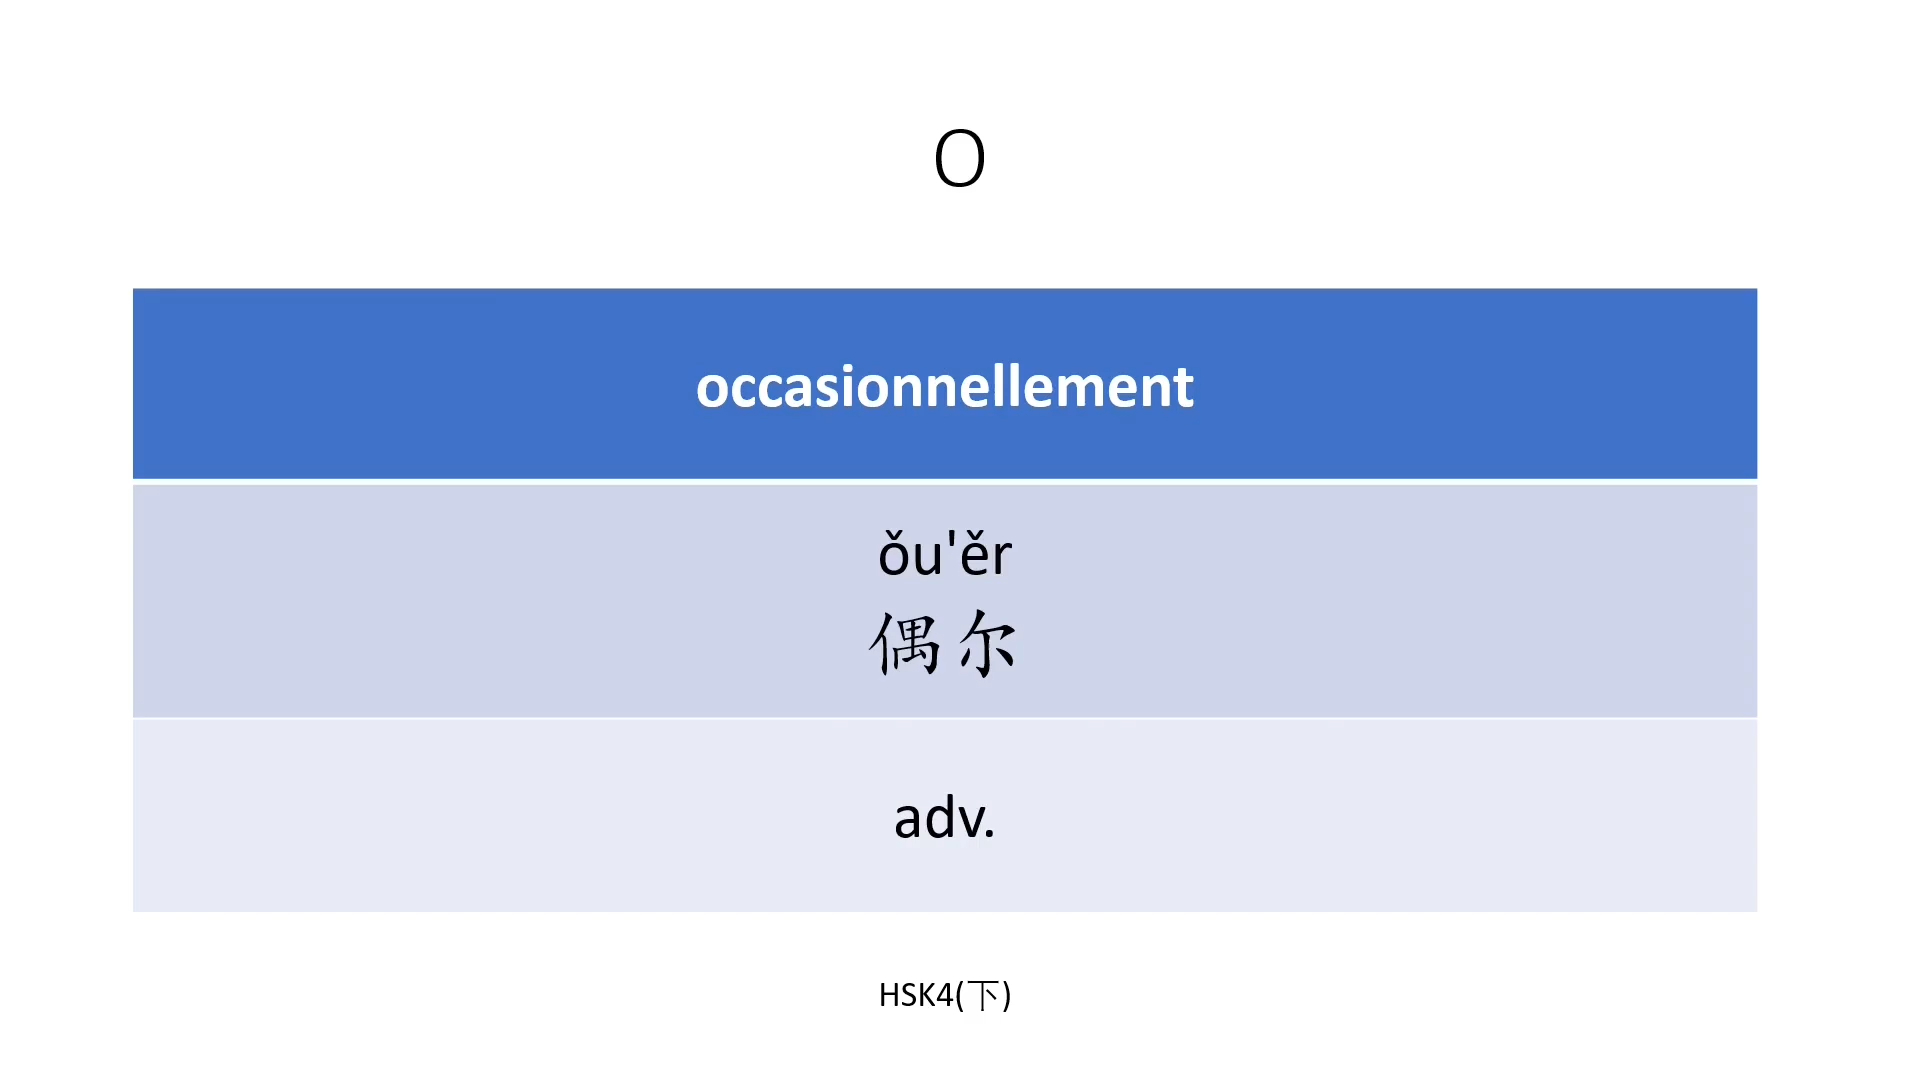 O
occasionnellement
ǒu'ěr
偶尔
adv.
HSK4(下)